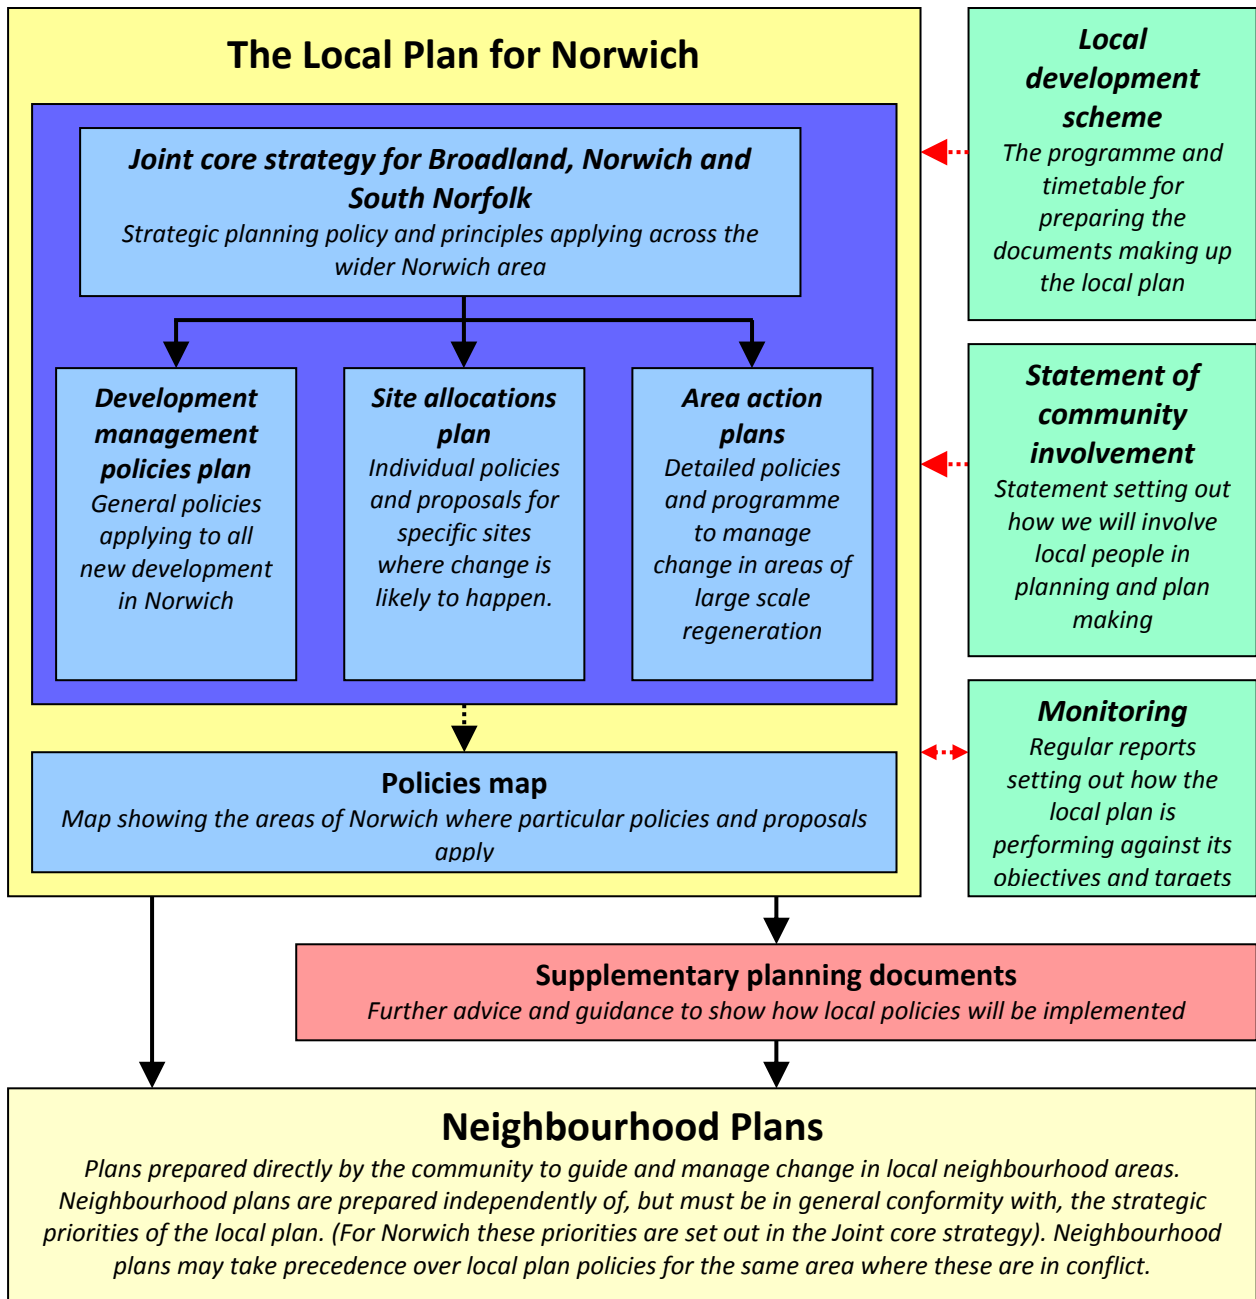 The Local Plan for Norwich
Joint core strategy for Broadland, Norwich and
South Norfolk
Strategic planning policy and principles applying across the
wider Norwich area
Development
management
policies plan
General policies
applying to all
new development
in Norwich
Site allocations
plan
Individual policies
and proposals for
specific sites
where change is
likely to happen.
Area action
plans
Detailed policies
and programme
to manage
change in areas of
large scale
regeneration
Policies map
Map showing the areas of Norwich where particular policies and proposals
apply
Local
development
scheme
The programme and
timetable for
preparing the
documents making up
the local plan
Statement of
community
involvement
Statement setting out
how we will involve
local people in
planning and plan
making
Monitoring
Regular reports
setting out how the
local plan is
performing against its
objectives and targets
Supplementary planning documents
Further advice and guidance to show how local policies will be implemented
Neighbourhood Plans
Plans prepared directly by the community to guide and manage change in local neighbourhood areas.
Neighbourhood plans are prepared independently of, but must be in general conformity with, the strategic
priorities of the local plan. (For Norwich these priorities are set out in the Joint core strategy). Neighbourhood
plans may take precedence over local plan policies for the same area where these are in conflict.